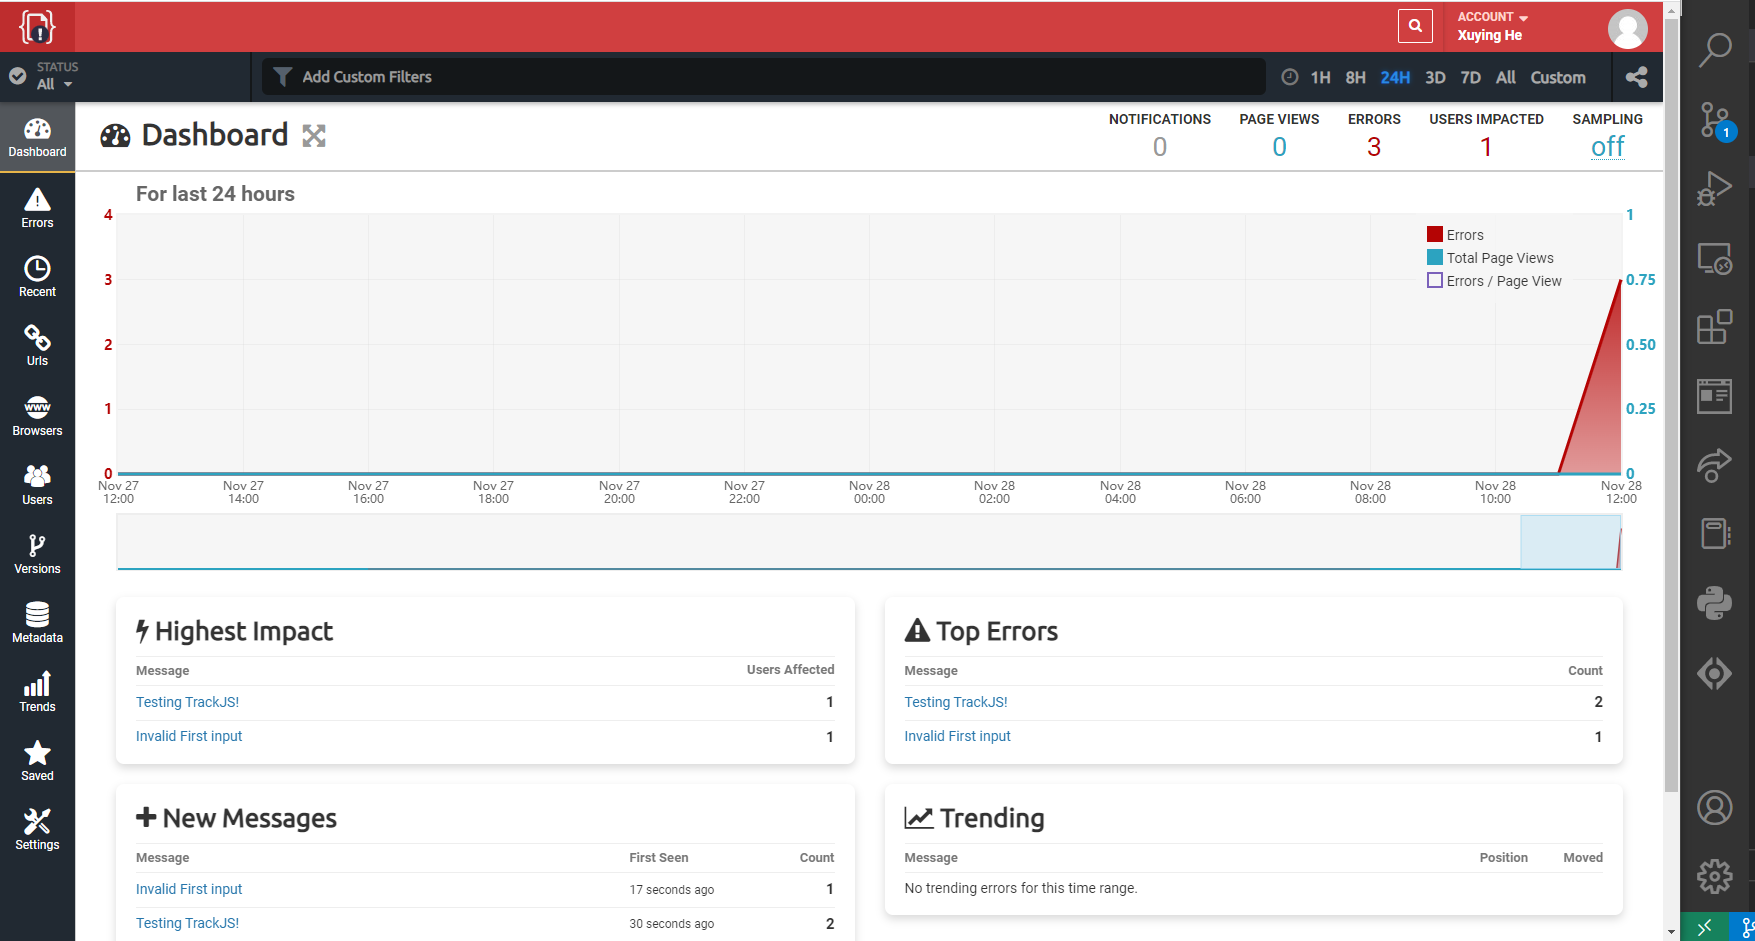 ACCOUNT
Xuying He
STATUS
All
Add Custom Filters
1H 8H 24H 3D 7D All Custom
Dashboard
Errors
Recent
Urls
www
Browsers
Users
Versions
Metadata
Trends
Saved
Settings
Dashboard
NOTIFICATIONS PAGE VIEWS ERRORS USERS IMPACTED SAMPLING
0 0 3 1 off
For last 24 hours
4
3
2
1
0
1
0.75
0.50
0.25
0
Errors
Total Page Views
Errors / Page View
Nov 27 Nov 27 Nov 27 Nov 27 Nov 27 Nov 27 Nov 28 Nov 28 Nov 28 Nov 28 Nov 28 Nov 28 Nov 28
12:00 14:00 16:00 18:00 20:00 22:00 00:00 02:00 04:00 06:00 08:00 10:00 12:00
Highest Impact
Message Users Affected
Testing TrackJS! 1
Invalid First input 1
Top Errors
Message Count
Testing TrackJS! 2
Invalid First input 1
New Messages
Message First Seen Count
Invalid First input 17 seconds ago 1
Testing TrackJS! 30 seconds ago 2
Trending
Message Position Moved
No trending errors for this time range.
1